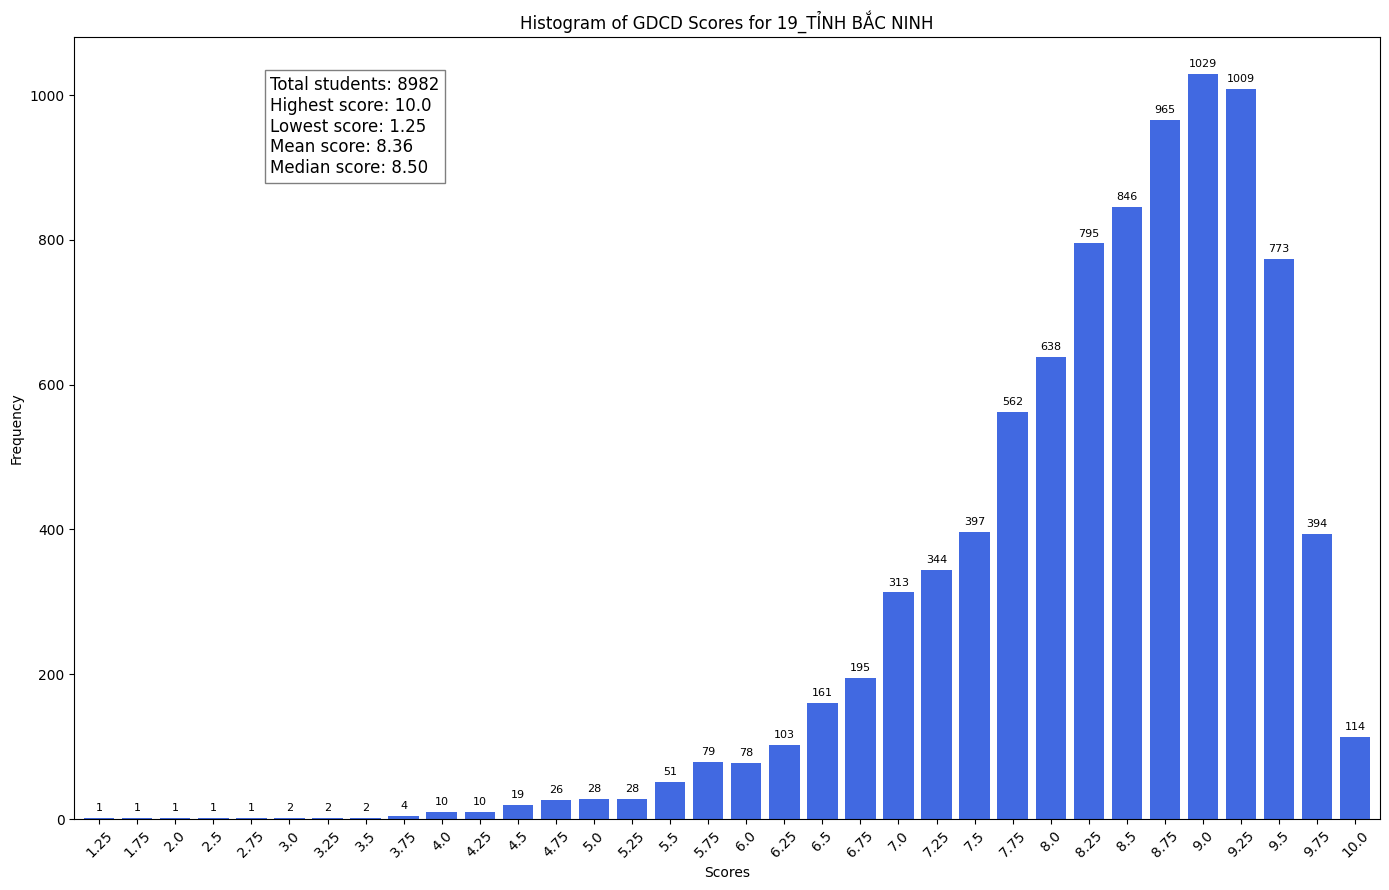 Histogram of GDCD Scores for 19_TỈNH BẮC NINH
Total students: 8982
Highest score: 10.0
Lowest score: 1.25
Mean score: 8.36
Median score: 8.50
Frequency
1000
800
600
400
200
0
1 1 1 1 1 2 2 2 4 10 10 19 26 28 28 51 79 78 103 161 195 313 344 397 562 638 795 846 965 1029 1009 773 394 114
1.25 1.75 2.0 2.5 2.75 3.0 3.25 3.5 3.75 4.0 4.25 4.5 4.75 5.0 5.25 5.5 5.75 6.0 6.25 6.5 6.75 7.0 7.25 7.5 7.75 8.0 8.25 8.5 8.75 9.0 9.25 9.5 9.75 10.0
Scores